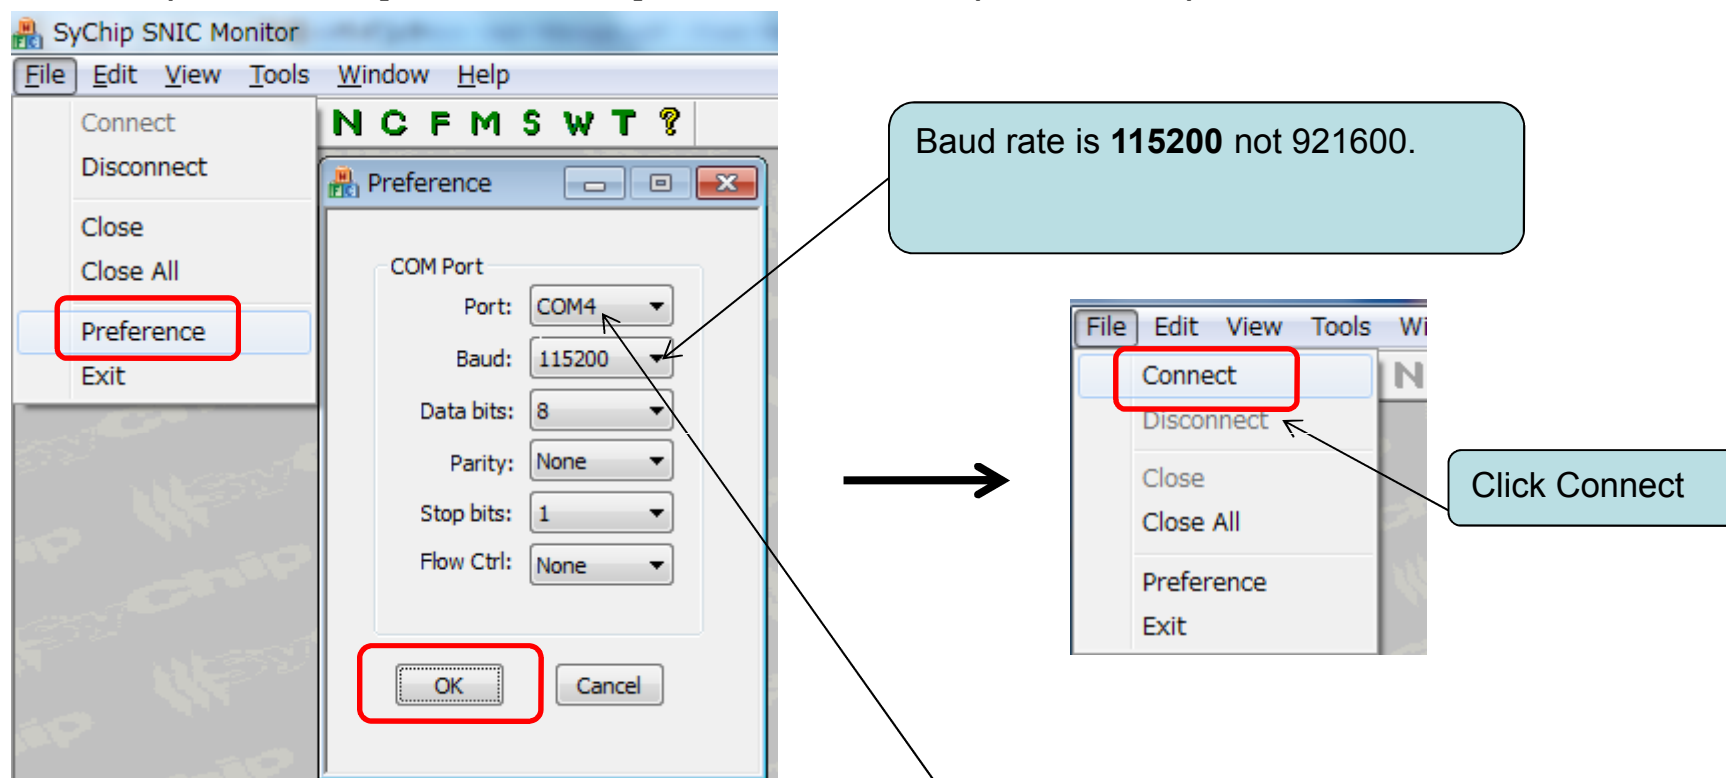 SyChip SNIC Monitor
File Edit View Tools Window Help
Connect
Disconnect
Close
Close All
Preference
Exit
N C F M S W T ?
Preference
COM Port
Port: COM4
Baud: 115200
Data bits: 8
Parity: None
Stop bits: 1
Flow Ctrl: None
OK Cancel
Baud rate is 115200 not 921600.
File Edit View Tools Wi
Connect
N
Disconnect
Close
Close All
Preference
Exit
Click Connect